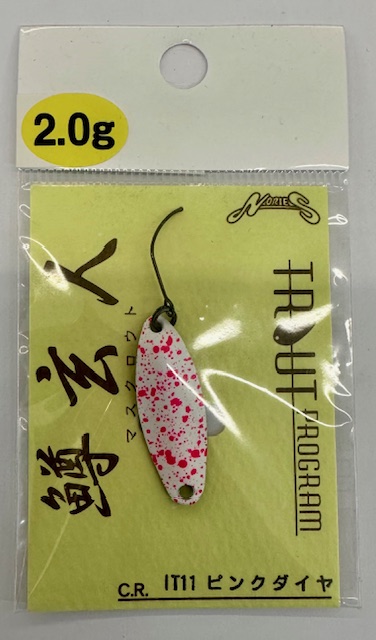 2.0g
NORIES
TROUT PROGRAM
鱒玄人
マスクロウト
C.R. IT11 ピンクダイヤ